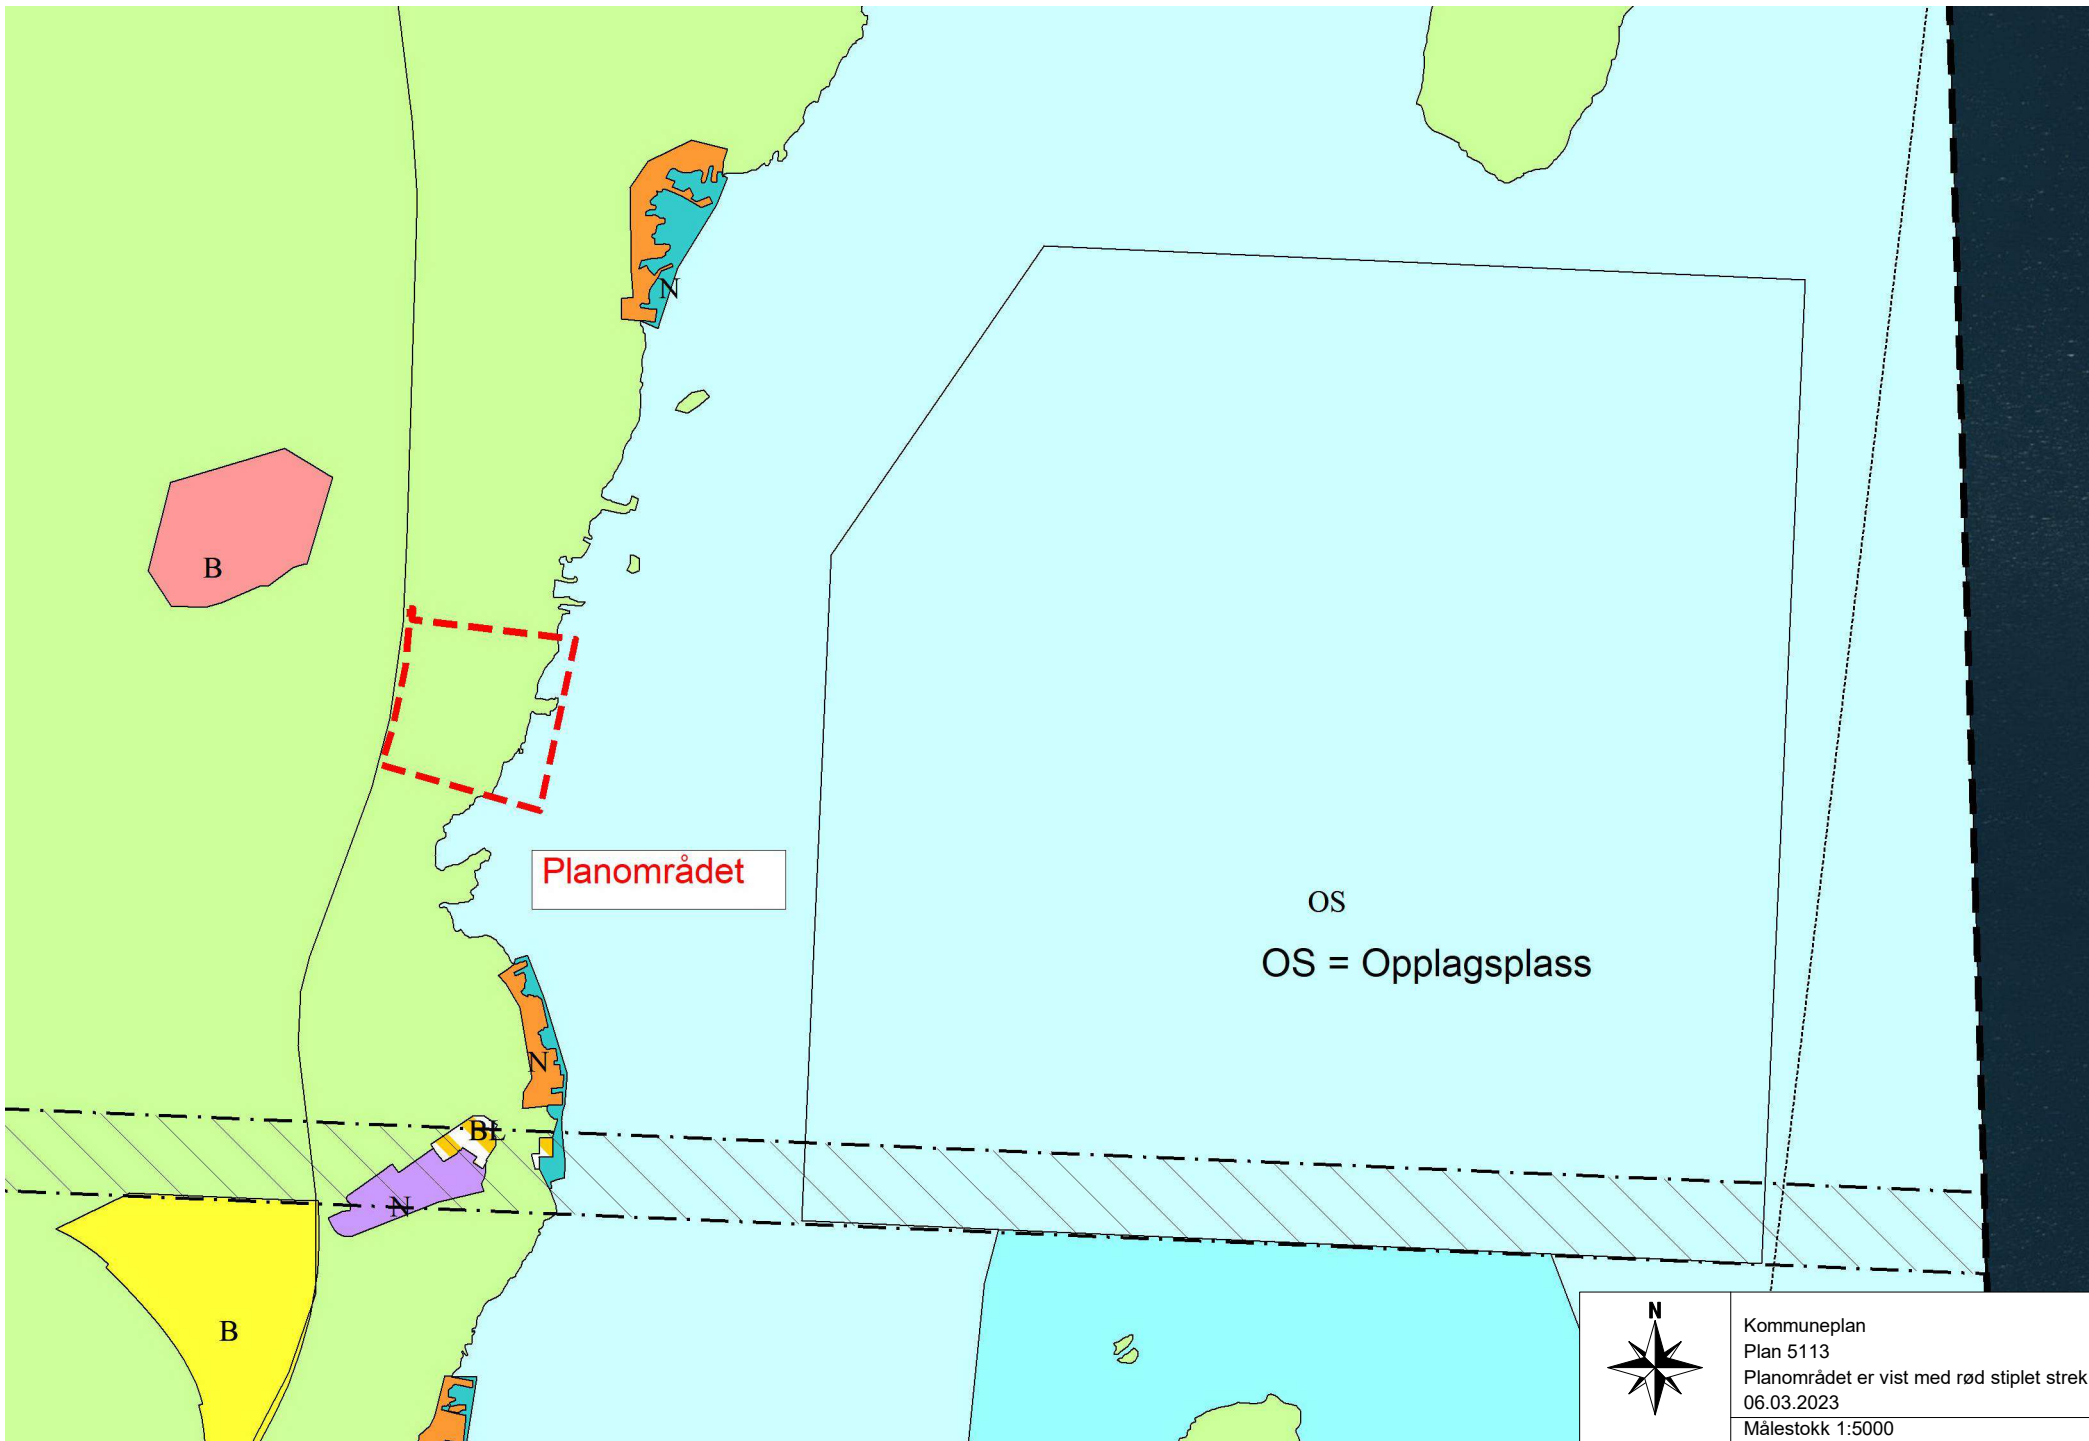 N
B
Planområdet
OS
OS = Opplagsplass
N
BE
N
B
N
Kommuneplan
Plan 5113
Planområdet er vist med rød stiplet strek
06.03.2023
Målestokk 1:5000